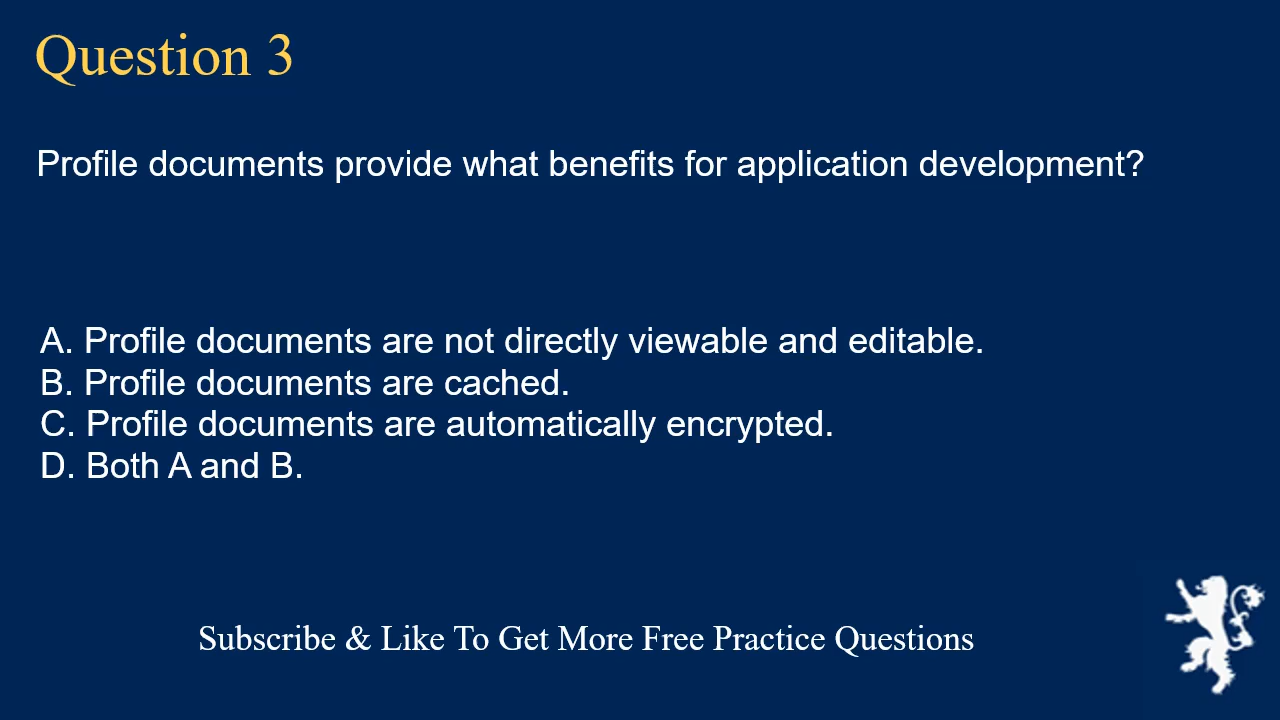 Question 3
Profile documents provide what benefits for application development?
A. Profile documents are not directly viewable and editable.
B. Profile documents are cached.
C. Profile documents are automatically encrypted.
D. Both A and B.
Subscribe & Like To Get More Free Practice Questions